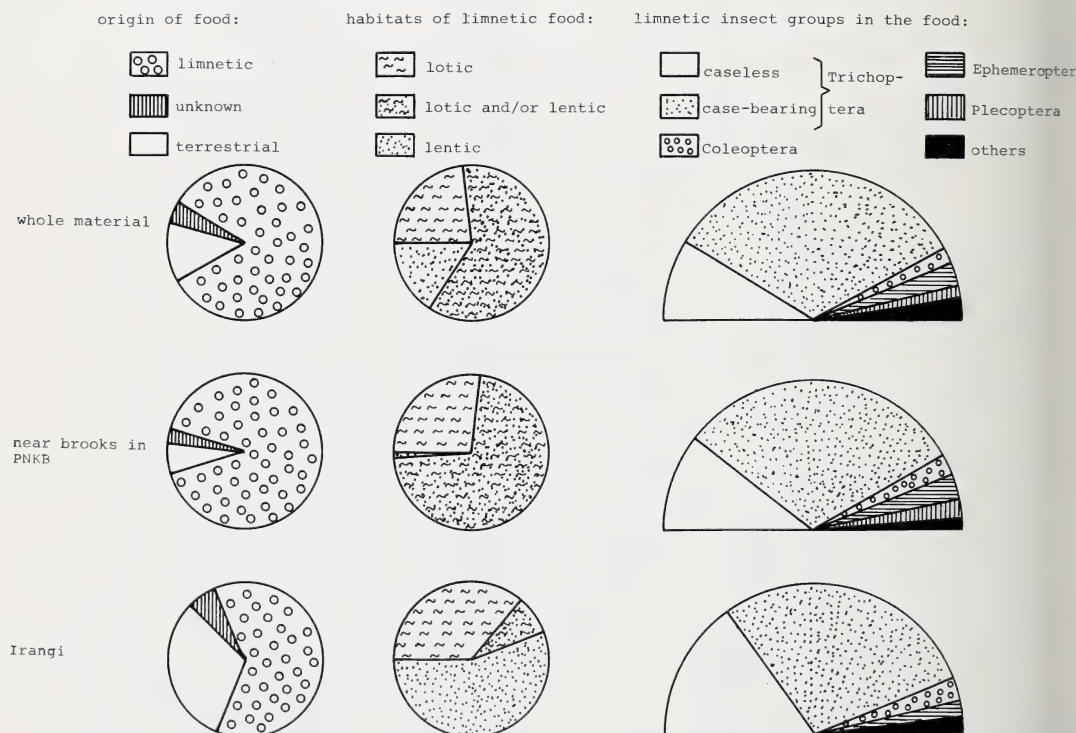 origin of food:
limnetic
unknown
terrestrial
habitats of limnetic food:
lotic
lotic and/or lentic
lentic
limnetic insect groups in the food:
caseless
case-bearing
Trichop-
tera
Coleoptera
Ephemeropter
Plecoptera
others
whole material
near brooks in
PNKB
Irangi